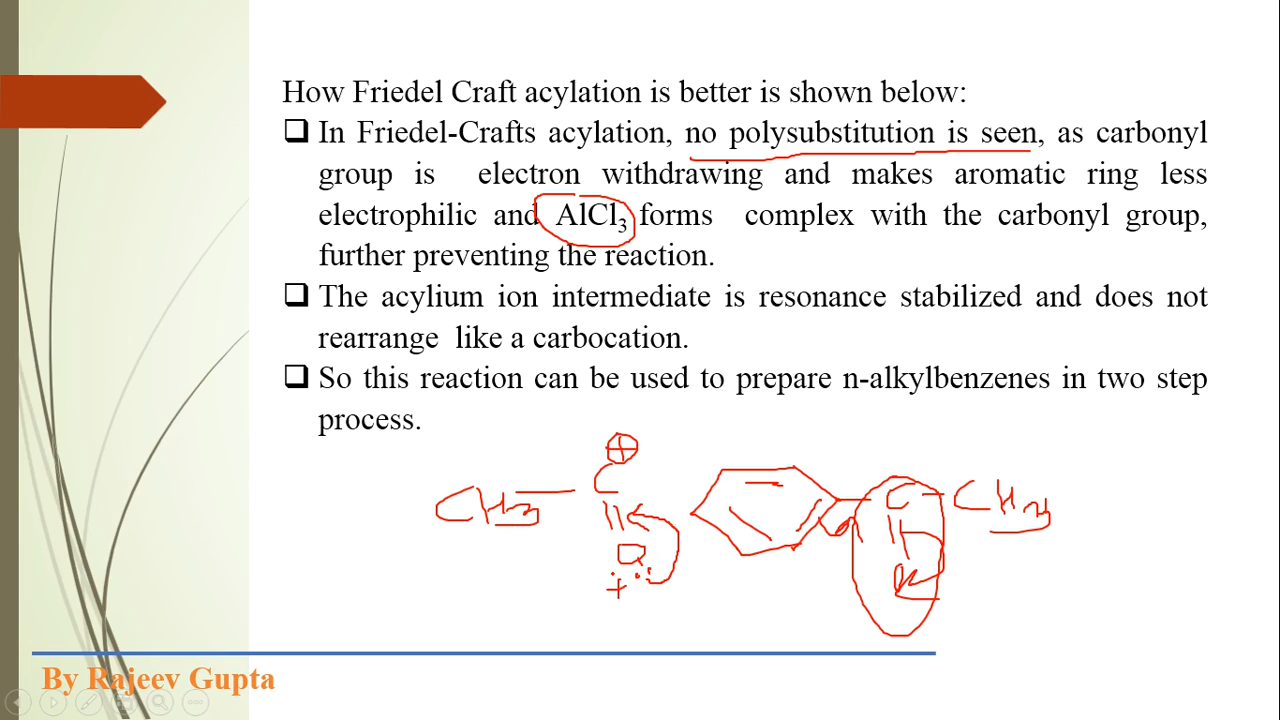 How Friedel Craft acylation is better is shown below:
❑ In Friedel-Crafts acylation, no polysubstitution is seen, as carbonyl
group is electron withdrawing and makes aromatic ring less
electrophilic and AlCl₃ forms complex with the carbonyl group,
further preventing the reaction.
❑ The acylium ion intermediate is resonance stabilized and does not
rearrange like a carbocation.
❑ So this reaction can be used to prepare n-alkylbenzenes in two step
process.
⊕
CH3 — C C – CH3
O
+
By Rajeev Gupta